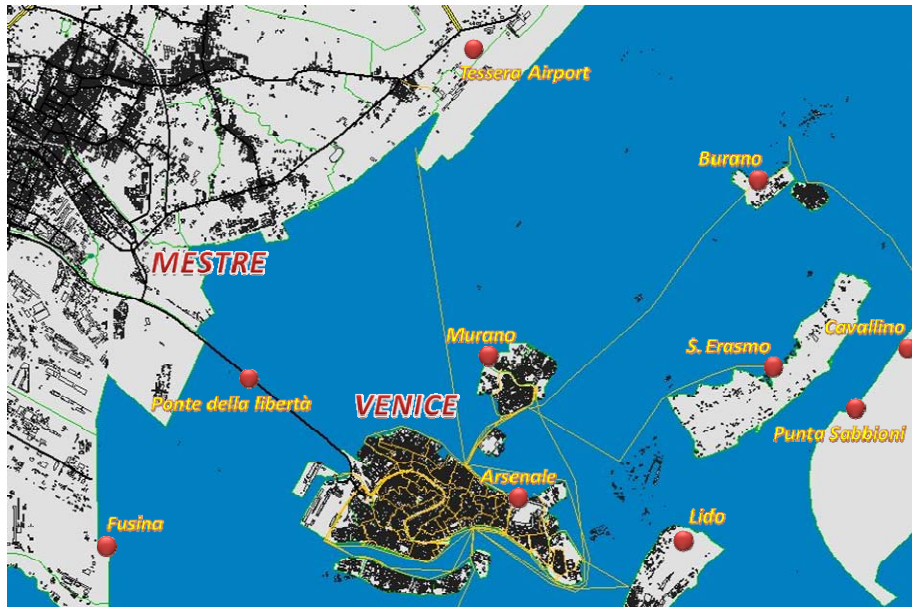 Tessera Airport
Burano
MESTRE
Murano
S. Erasmo
Cavallino
Ponte della libertà
VENICE
Punta Sabbioni
Arsenale
Fusina
Lido